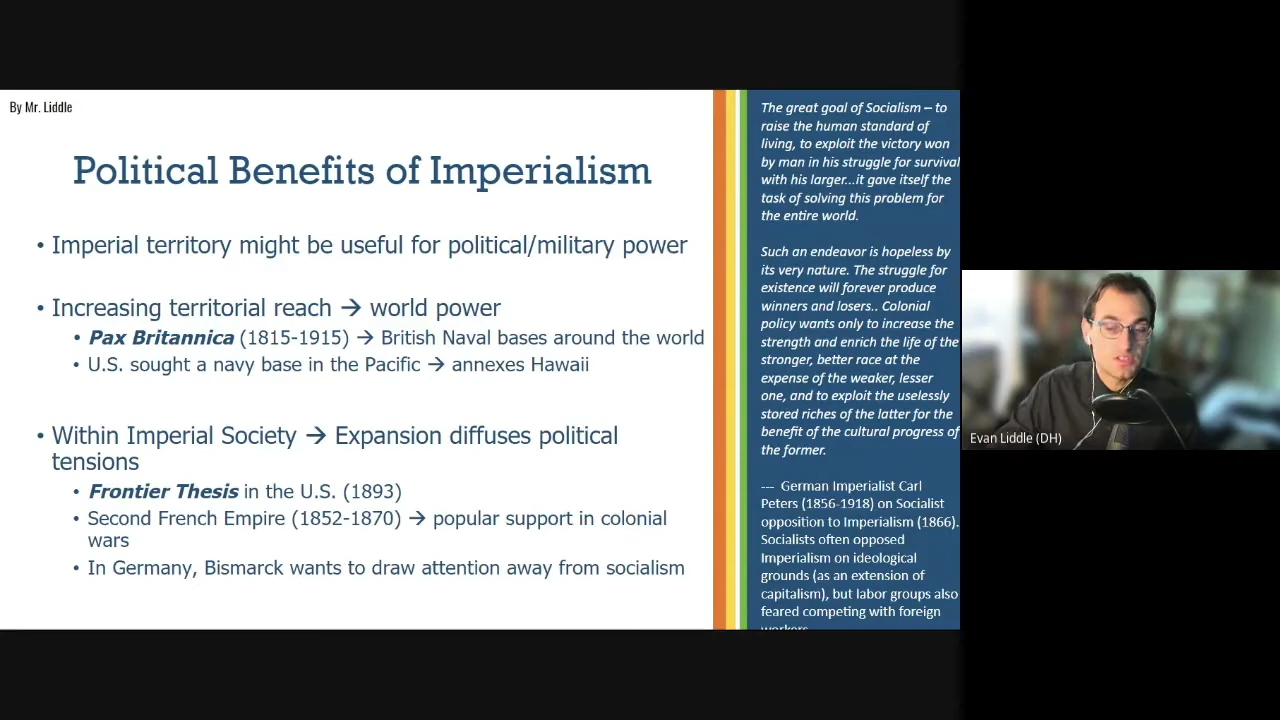 By Mr. Liddle
Political Benefits of Imperialism
• Imperial territory might be useful for political/military power
• Increasing territorial reach → world power
• Pax Britannica (1815-1915) → British Naval bases around the world
• U.S. sought a navy base in the Pacific → annexes Hawaii
• Within Imperial Society → Expansion diffuses political
tensions
• Frontier Thesis in the U.S. (1893)
• Second French Empire (1852-1870) → popular support in colonial
wars
• In Germany, Bismarck wants to draw attention away from socialism
The great goal of Socialism – to
raise the human standard of
living, to exploit the victory won
by man in his struggle for survival
with his larger...it gave itself the
task of solving this problem for
the entire world.
Such an endeavor is hopeless by
its very nature. The struggle for
existence will forever produce
winners and losers.. Colonial
policy wants only to increase the
strength and enrich the life of the
stronger, better race at the
expense of the weaker, lesser
one, and to exploit the uselessly
stored riches of the latter for the
benefit of the cultural progress of
the former.
--- German Imperialist Carl
Peters (1856-1918) on Socialist
opposition to Imperialism (1866).
Socialists often opposed
Imperialism on ideological
grounds (as an extension of
capitalism), but labor groups also
feared competing with foreign
workers
Evan Liddle (DH)